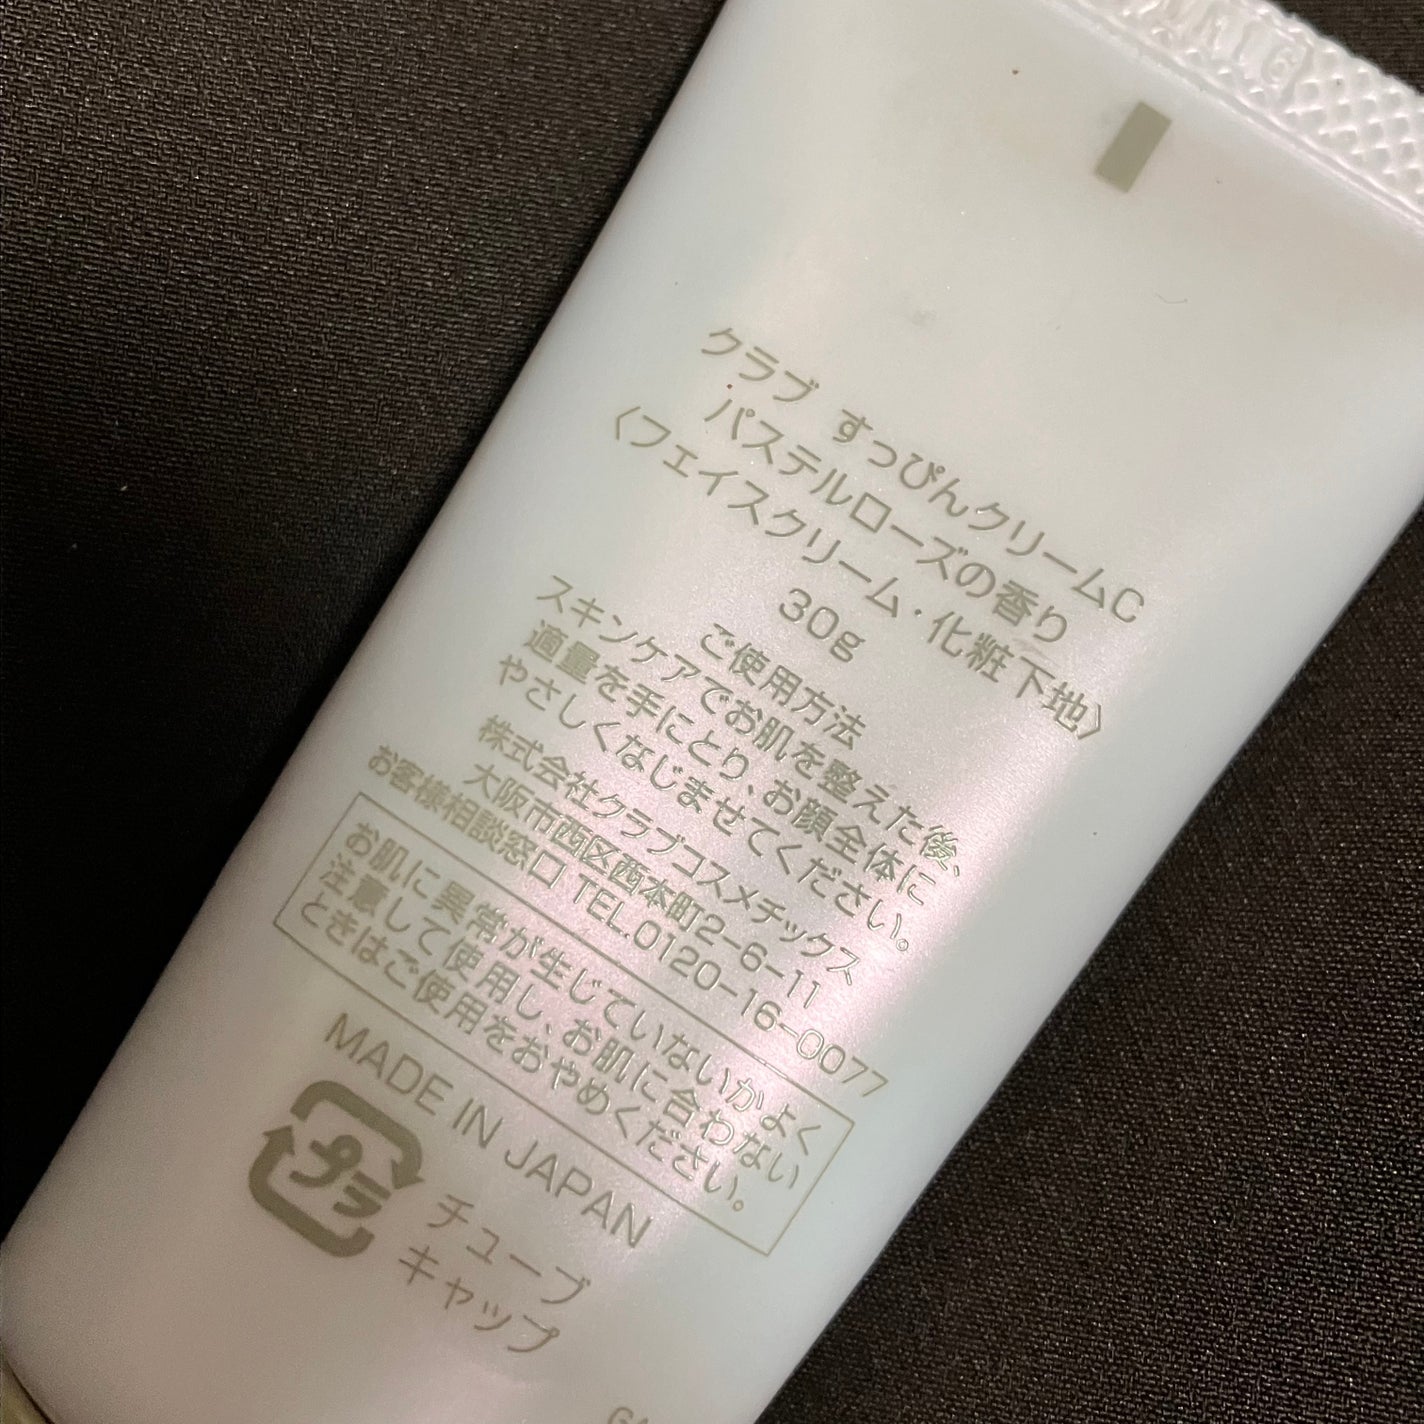 クラブ すっぴんクリームC
パステルローズの香り
〈フェイスクリーム・化粧下地〉
30g
ご使用方法
スキンケアでお肌を整えた後、
適量を手にとり、お顔全体に
やさしくなじませてください。
株式会社クラブコスメチックス
大阪市西区西本町2-6-11
お客様相談窓口 TEL.0120-16-0077
お肌に異常が生じていないかよく
注意して使用し、お肌に合わない
ときはご使用をおやめください。
MADE IN JAPAN
プラ
チューブ
キャップ